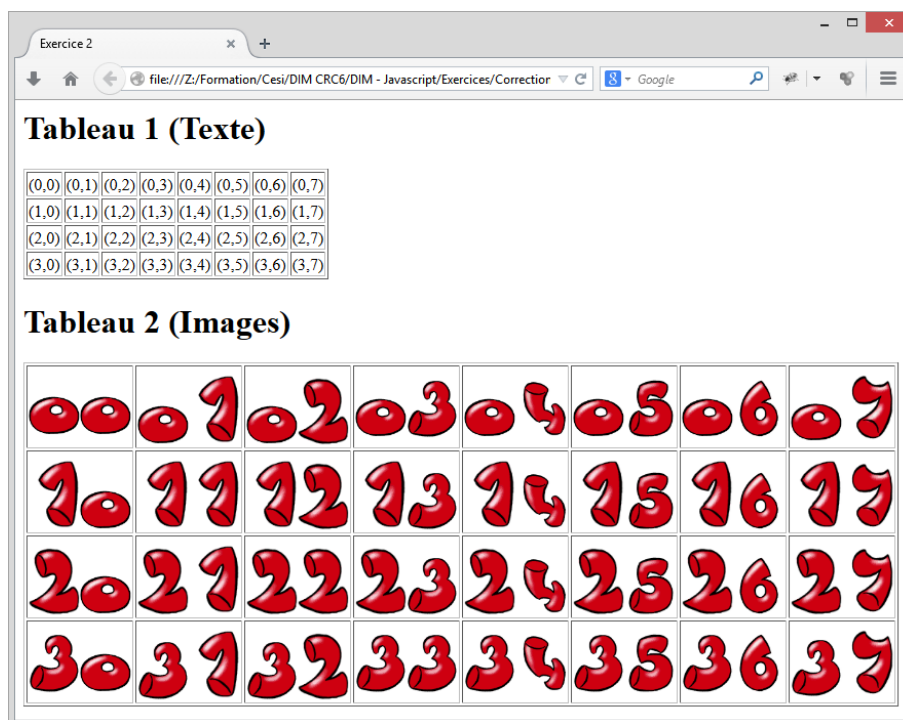 Exercice 2
file:///Z:/Formation/Cesi/DIM CRC6/DIM - Javascript/Exercices/Correction
Google
Tableau 1 (Texte)
(0,0) (0,1) (0,2) (0,3) (0,4) (0,5) (0,6) (0,7)
(1,0) (1,1) (1,2) (1,3) (1,4) (1,5) (1,6) (1,7)
(2,0) (2,1) (2,2) (2,3) (2,4) (2,5) (2,6) (2,7)
(3,0) (3,1) (3,2) (3,3) (3,4) (3,5) (3,6) (3,7)
Tableau 2 (Images)
00 01 02 03 04 05 06 07
10 11 12 13 14 15 16 17
20 21 22 23 24 25 26 27
30 31 32 33 34 35 36 37